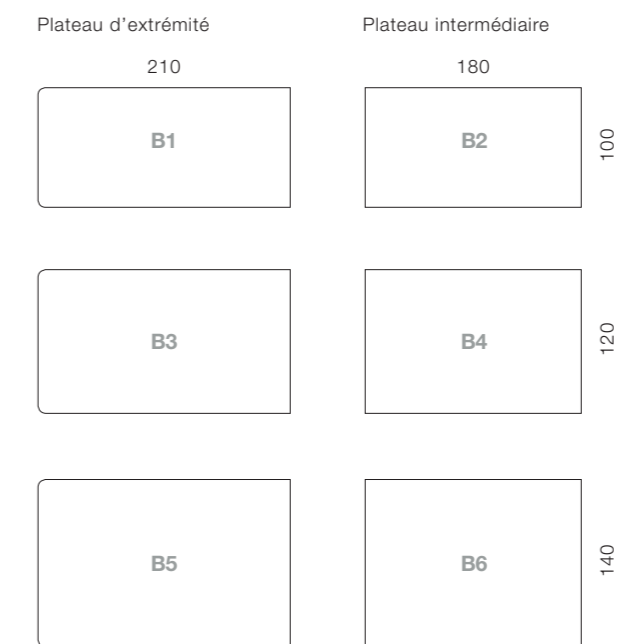 Plateau d’extrémité
Plateau intermédiaire
210
180
B1
B2
100
B3
B4
120
B5
B6
140